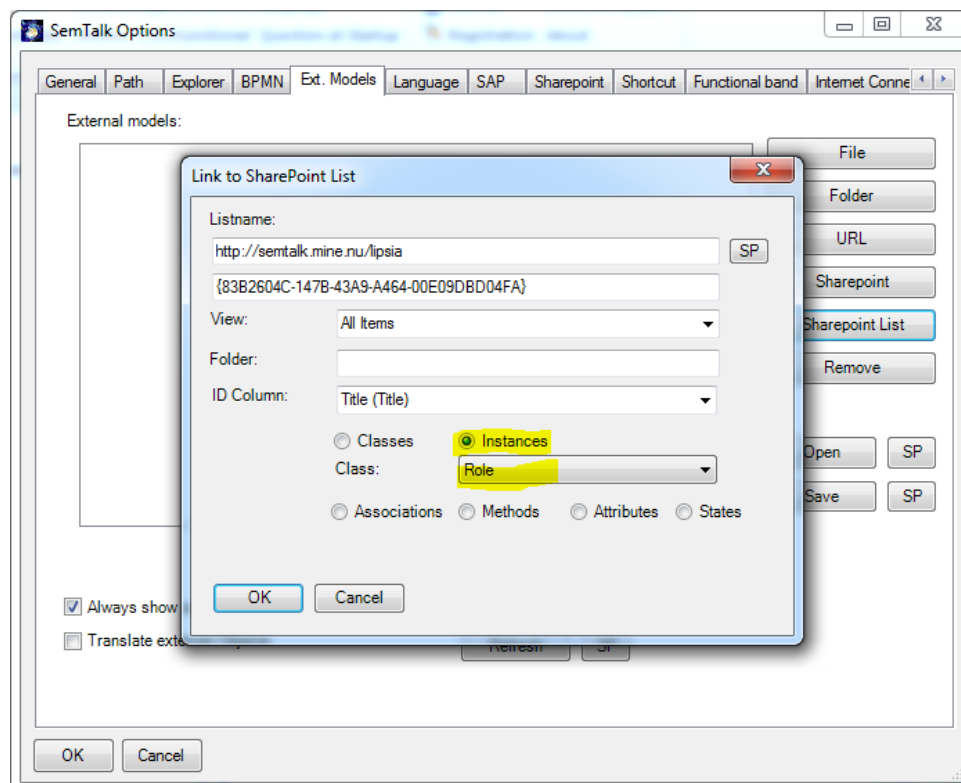 SemTalk Options
General Path Explorer BPMN Ext. Models Language SAP Sharepoint Shortcut Functional band Internet Conne
External models:
File
Folder
URL
Sharepoint
Sharepoint List
Remove
Open SP
Save SP
Link to SharePoint List
Listname:
http://semtalk.mine.nu/lipsia SP
{83B2604C-147B-43A9-A464-00E09DBD04FA}
View: All Items
Folder:
ID Column: Title (Title)
Classes Instances
Class: Role
Associations Methods Attributes States
OK Cancel
Always show
Translate
Refresh SP
OK Cancel